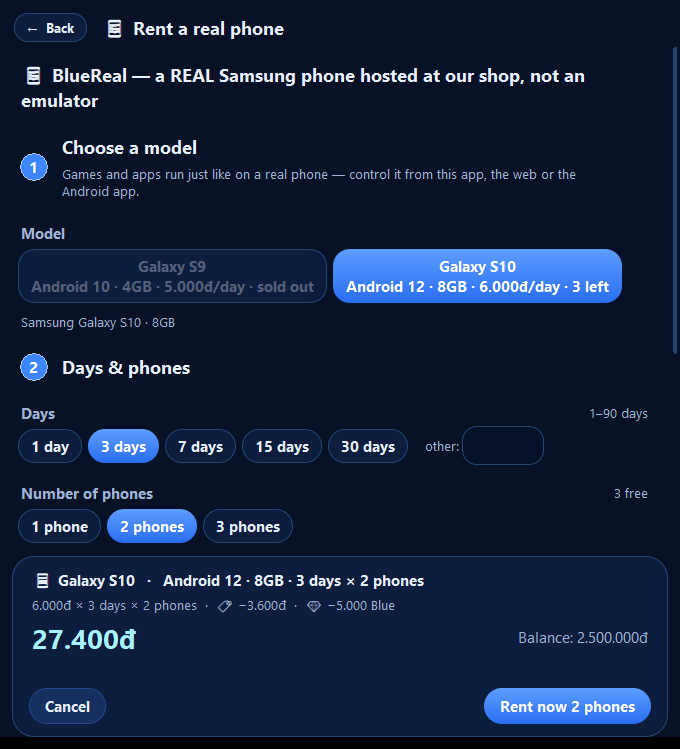 ← Back
Rent a real phone
BlueReal — a REAL Samsung phone hosted at our shop, not an
emulator
1
Choose a model
Games and apps run just like on a real phone — control it from this app, the web or the
Android app.
Model
Galaxy S9
Android 10 · 4GB · 5.000đ/day · sold out
Galaxy S10
Android 12 · 8GB · 6.000đ/day · 3 left
Samsung Galaxy S10 · 8GB
2
Days & phones
Days
1–90 days
1 day
3 days
7 days
15 days
30 days
other:
Number of phones
3 free
1 phone
2 phones
3 phones
Galaxy S10 · Android 12 · 8GB · 3 days × 2 phones
6.000đ × 3 days × 2 phones · −3.600đ · −5.000 Blue
27.400đ
Balance: 2.500.000đ
Cancel
Rent now 2 phones